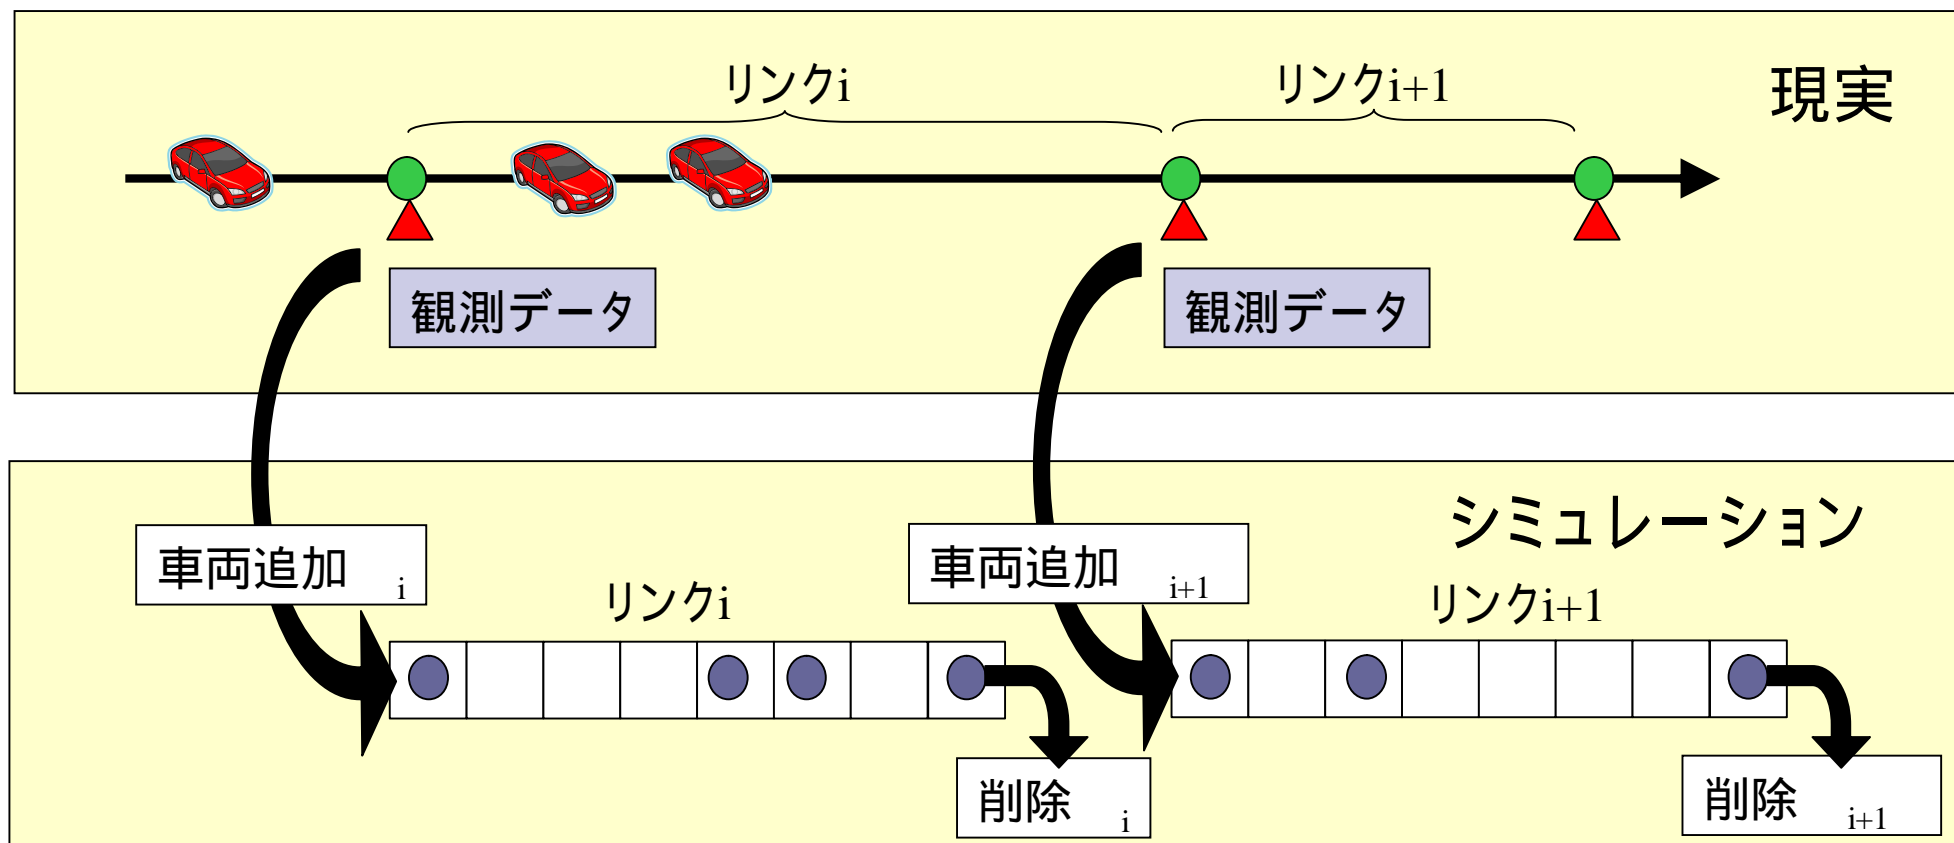 リンクi
リンクi+1
現実
観測データ
観測データ
シミュレーション
車両追加 i
車両追加 i+1
リンクi
リンクi+1
削除 i
削除 i+1